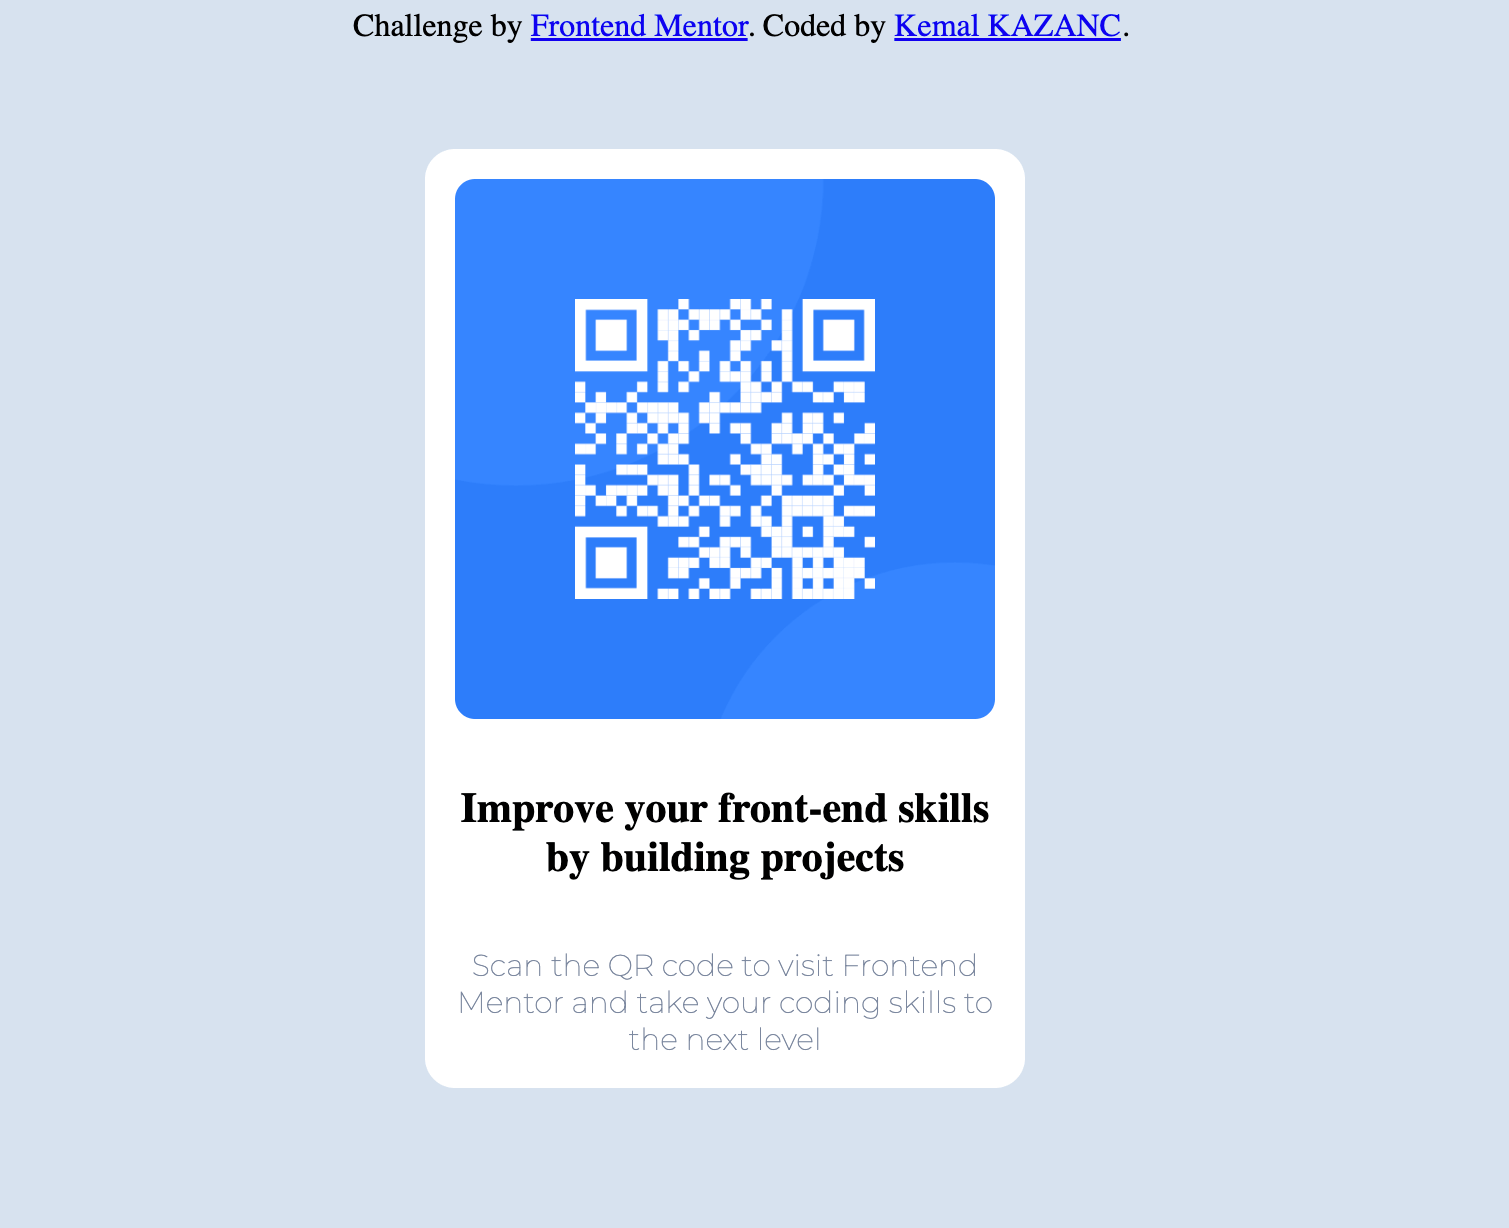 Challenge by Frontend Mentor. Coded by Kemal KAZANC.
Improve your front-end skills
by building projects
Scan the QR code to visit Frontend
Mentor and take your coding skills to
the next level